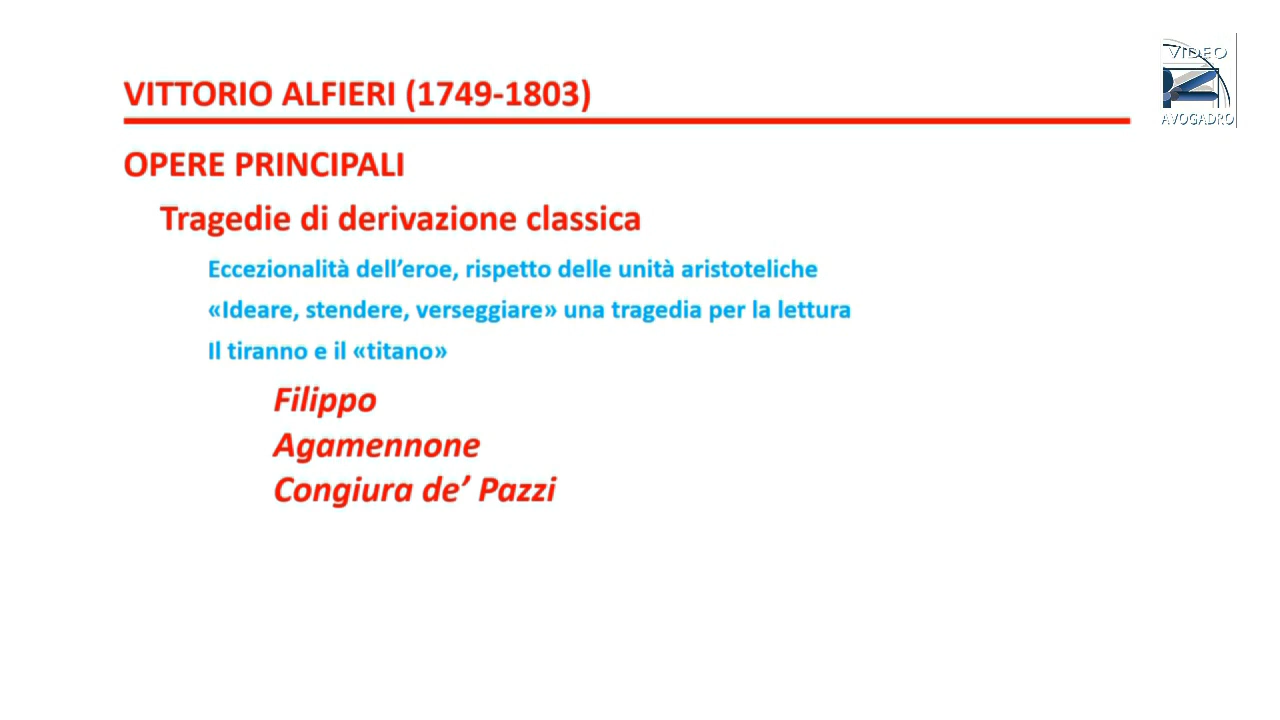 VIDEO
AVOGADRO
VITTORIO ALFIERI (1749-1803)
OPERE PRINCIPALI
Tragedie di derivazione classica
Eccezionalità dell’eroe, rispetto delle unità aristoteliche
«Ideare, stendere, verseggiare» una tragedia per la lettura
Il tiranno e il «titano»
Filippo
Agamennone
Congiura de’ Pazzi